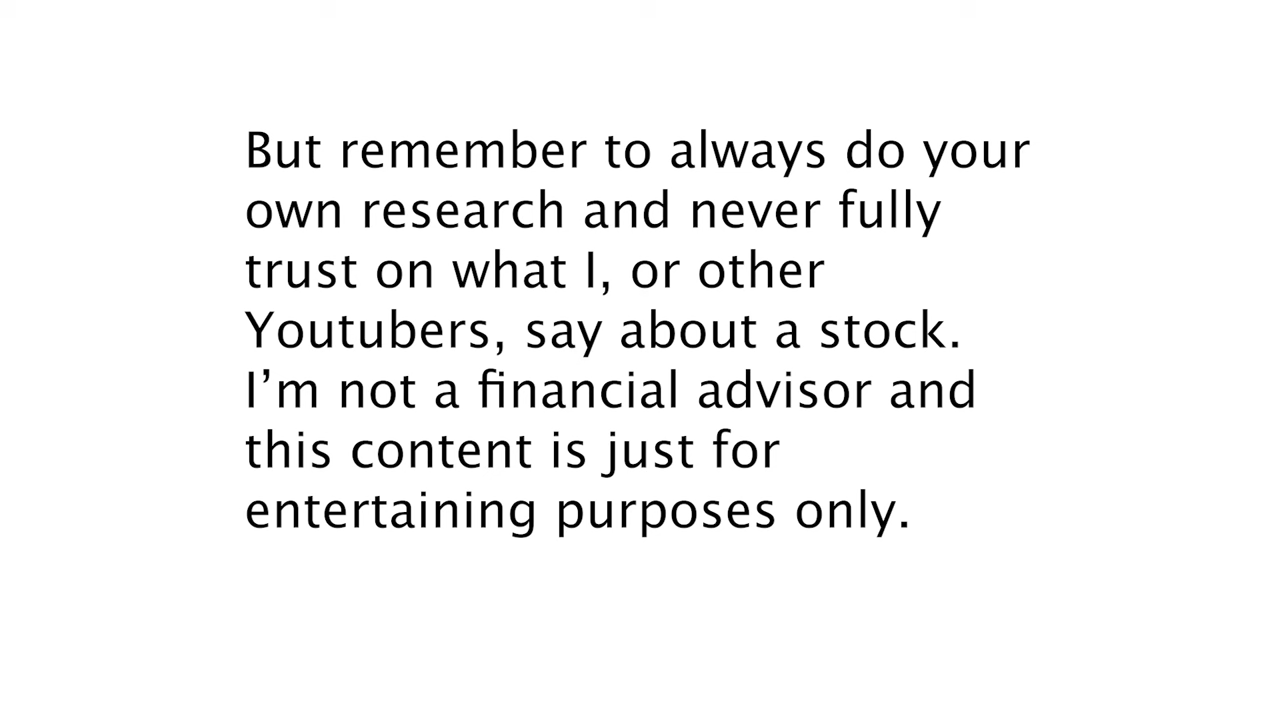 But remember to always do your
own research and never fully
trust on what I, or other
Youtubers, say about a stock.
I’m not a financial advisor and
this content is just for
entertaining purposes only.